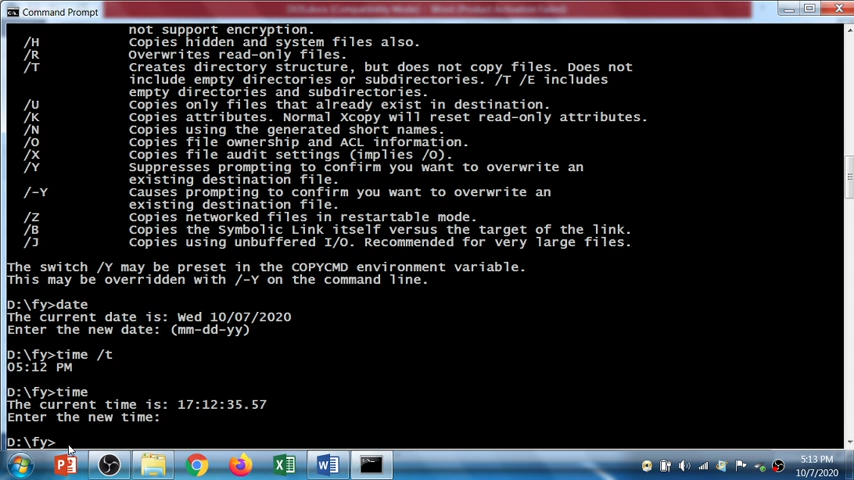 Command Prompt
not support encryption.
/H Copies hidden and system files also.
/R Overwrites read-only files.
/T Creates directory structure, but does not copy files. Does not
include empty directories or subdirectories. /T /E includes
empty directories and subdirectories.
/U Copies only files that already exist in destination.
/K Copies attributes. Normal Xcopy will reset read-only attributes.
/N Copies using the generated short names.
/O Copies file ownership and ACL information.
/X Copies file audit settings (implies /O).
/Y Suppresses prompting to confirm you want to overwrite an
existing destination file.
/-Y Causes prompting to confirm you want to overwrite an
existing destination file.
/Z Copies networked files in restartable mode.
/B Copies the Symbolic Link itself versus the target of the link.
/J Copies using unbuffered I/O. Recommended for very large files.
The switch /Y may be preset in the COPYCMD environment variable.
This may be overridden with /-Y on the command line.
D:\fy>date
The current date is: Wed 10/07/2020
Enter the new date: (mm-dd-yy)
D:\fy>time /t
05:12 PM
D:\fy>time
The current time is: 17:12:35.57
Enter the new time:
D:\fy>
5:13 PM
10/7/2020